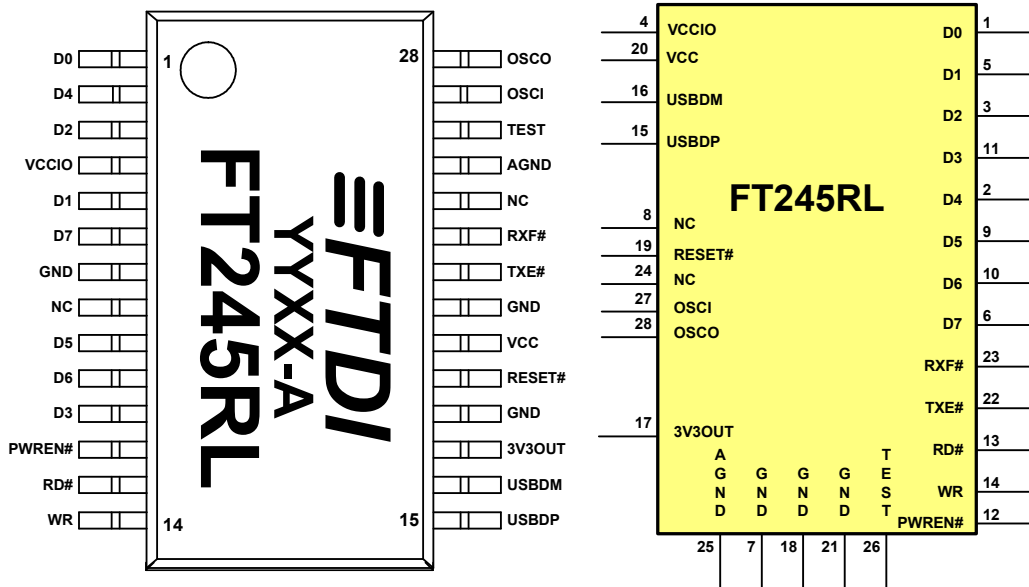 D0
D4
D2
VCCIO
D1
D7
GND
NC
D5
D6
D3
PWREN#
RD#
WR
1
28
14
15
FTDI
YYXX-A
FT245RL
OSCO
OSCI
TEST
AGND
NC
RXF#
TXE#
GND
VCC
RESET#
GND
3V3OUT
USBDM
USBDP
4 VCCIO
20 VCC
16 USBDM
15 USBDP
8 NC
19 RESET#
24 NC
27 OSCI
28 OSCO
17 3V3OUT
FT245RL
D0 1
D1 5
D2 3
D3 11
D4 2
D5 9
D6 10
D7 6
RXF# 23
TXE# 22
RD# 13
WR 14
PWREN# 12
AGND
GND
GND
GND
TEST
25 7 18 21 26